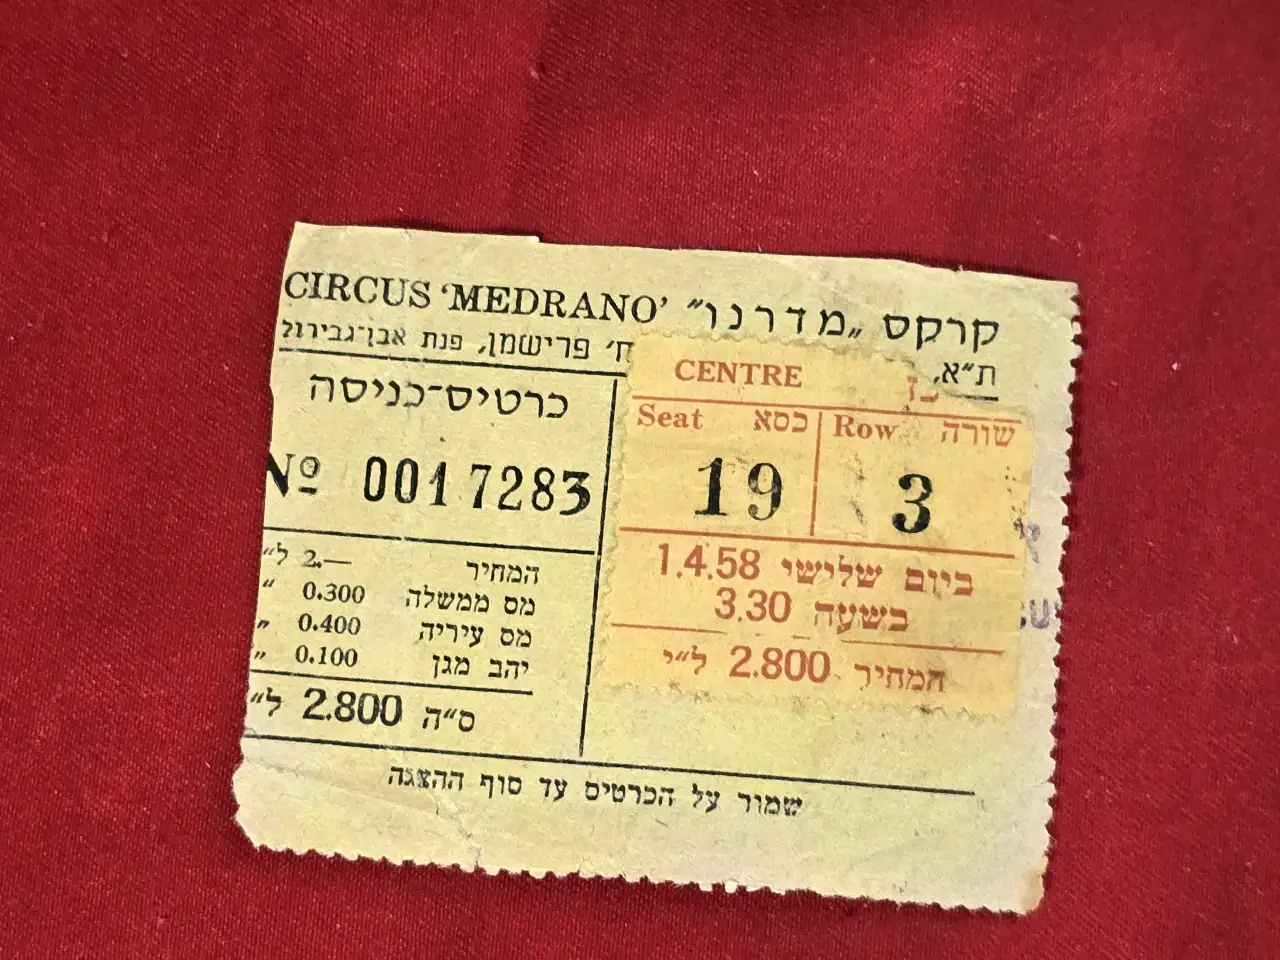 CIRCUS 'MEDRANO' קרקס „מדרנו"
ת"א, ח' פרישמן, פנת אבן-גבירול
כרטיס-כניסה
№ 0017283
המחיר 2.— ל"
מס ממשלה 0.300 "
מס עיריה 0.400 "
יהב מגן 0.100 "
ס"ה 2.800 ל"
CENTRE
שורה Row כסא Seat
3 19
ביום שלישי 1.4.58
בשעה 3.30
המחיר 2.800 ל"י
שמור על הכרטיס עד סוף ההצגה